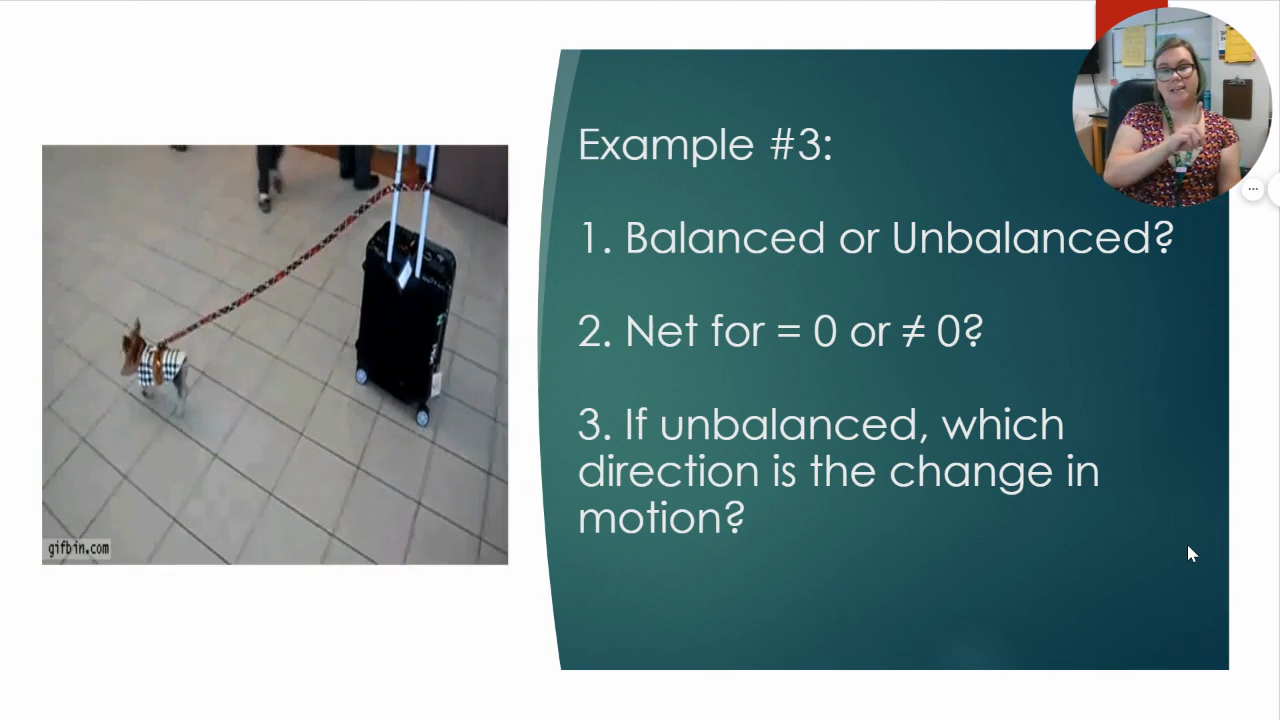 Example #3:
1. Balanced or Unbalanced?
2. Net for = 0 or ≠ 0?
3. If unbalanced, which
direction is the change in
motion?
gifbin.com